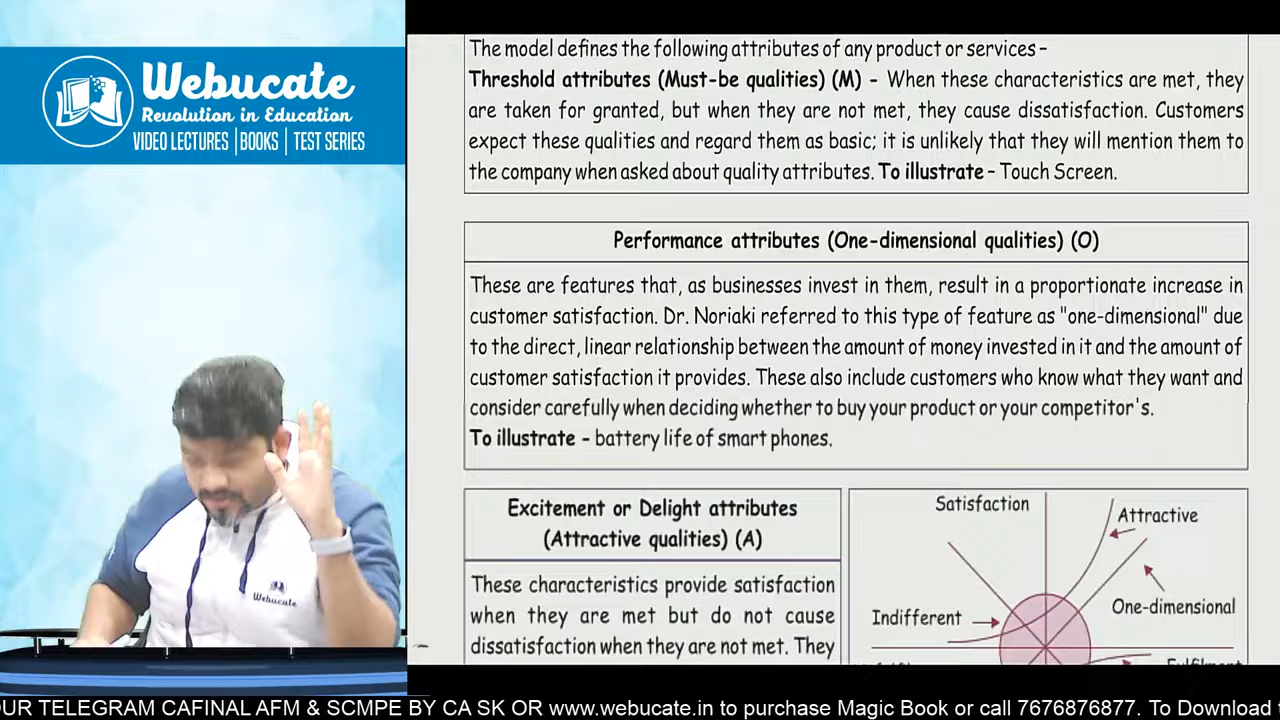 Webucate
Revolution in Education
VIDEO LECTURES | BOOKS | TEST SERIES
Webucate
The model defines the following attributes of any product or services –
Threshold attributes (Must-be qualities) (M) - When these characteristics are met, they
are taken for granted, but when they are not met, they cause dissatisfaction. Customers
expect these qualities and regard them as basic; it is unlikely that they will mention them to
the company when asked about quality attributes. To illustrate – Touch Screen.
Performance attributes (One-dimensional qualities) (O)
These are features that, as businesses invest in them, result in a proportionate increase in
customer satisfaction. Dr. Noriaki referred to this type of feature as "one-dimensional" due
to the direct, linear relationship between the amount of money invested in it and the amount of
customer satisfaction it provides. These also include customers who know what they want and
consider carefully when deciding whether to buy your product or your competitor's.
To illustrate – battery life of smart phones.
Excitement or Delight attributes
(Attractive qualities) (A)
These characteristics provide satisfaction
when they are met but do not cause
dissatisfaction when they are not met. They
Satisfaction
Attractive
One-dimensional
Indifferent
OUR TELEGRAM CAFINAL AFM & SCMPE BY CA SK OR www.webucate.in to purchase Magic Book or call 7676876877. To Download